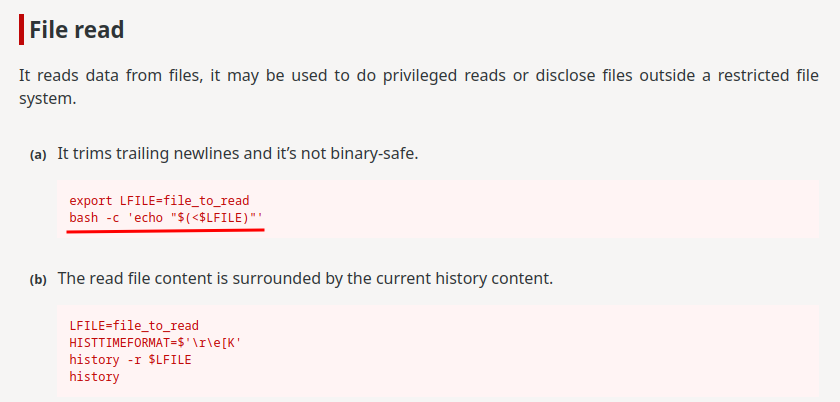 File read
It reads data from files, it may be used to do privileged reads or disclose files outside a restricted file
system.
(a) It trims trailing newlines and it’s not binary-safe.
export LFILE=file_to_read
bash -c 'echo "$(<$LFILE)"'
(b) The read file content is surrounded by the current history content.
LFILE=file_to_read
HISTTIMEFORMAT=$'\r\e[K'
history -r $LFILE
history